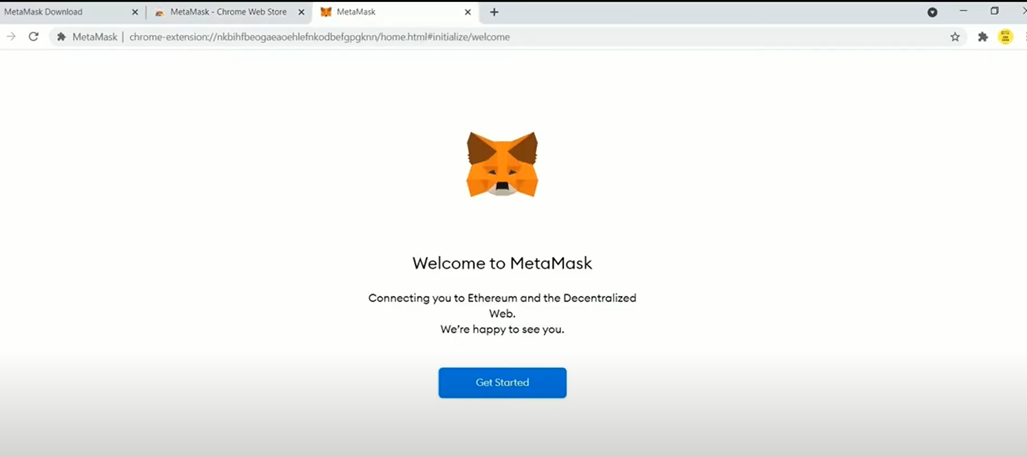 MetaMask Download
MetaMask - Chrome Web Store
MetaMask
MetaMask | chrome-extension://nkbihfbeogaeaoehlefnkodbefgpgknn/home.html#initialize/welcome
Welcome to MetaMask
Connecting you to Ethereum and the Decentralized
Web.
We're happy to see you.
Get Started